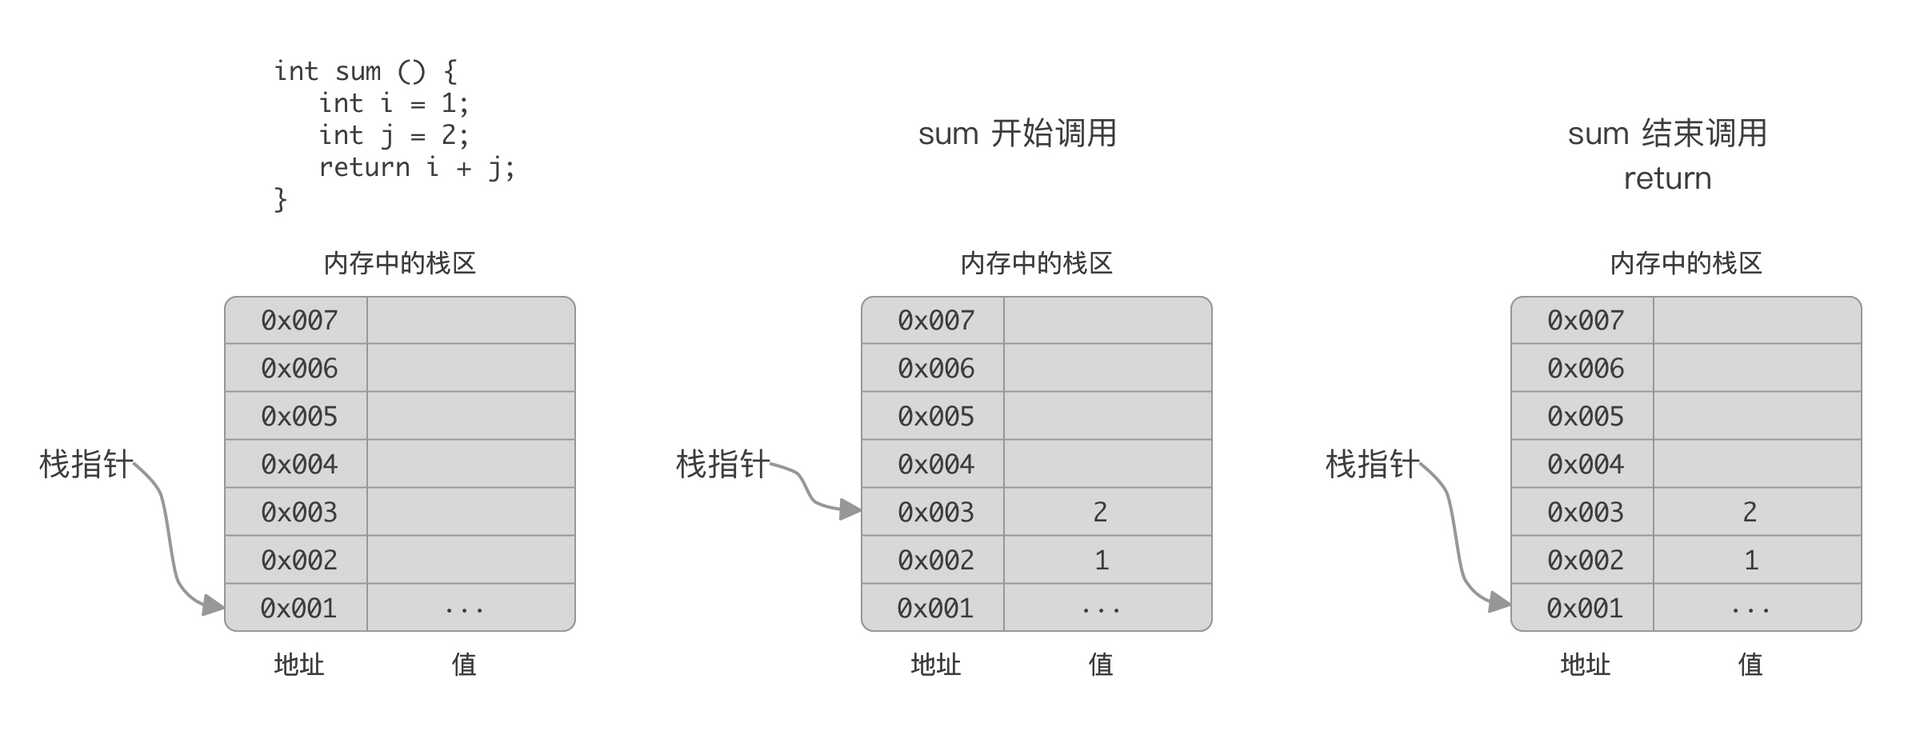 int sum () {
int i = 1;
int j = 2;
return i + j;
}
内存中的栈区
栈指针
0x007
0x006
0x005
0x004
0x003
0x002
0x001 ...
地址 值
sum 开始调用
内存中的栈区
栈指针
0x007
0x006
0x005
0x004
0x003 2
0x002 1
0x001 ...
地址 值
sum 结束调用
return
内存中的栈区
栈指针
0x007
0x006
0x005
0x004
0x003 2
0x002 1
0x001 ...
地址 值